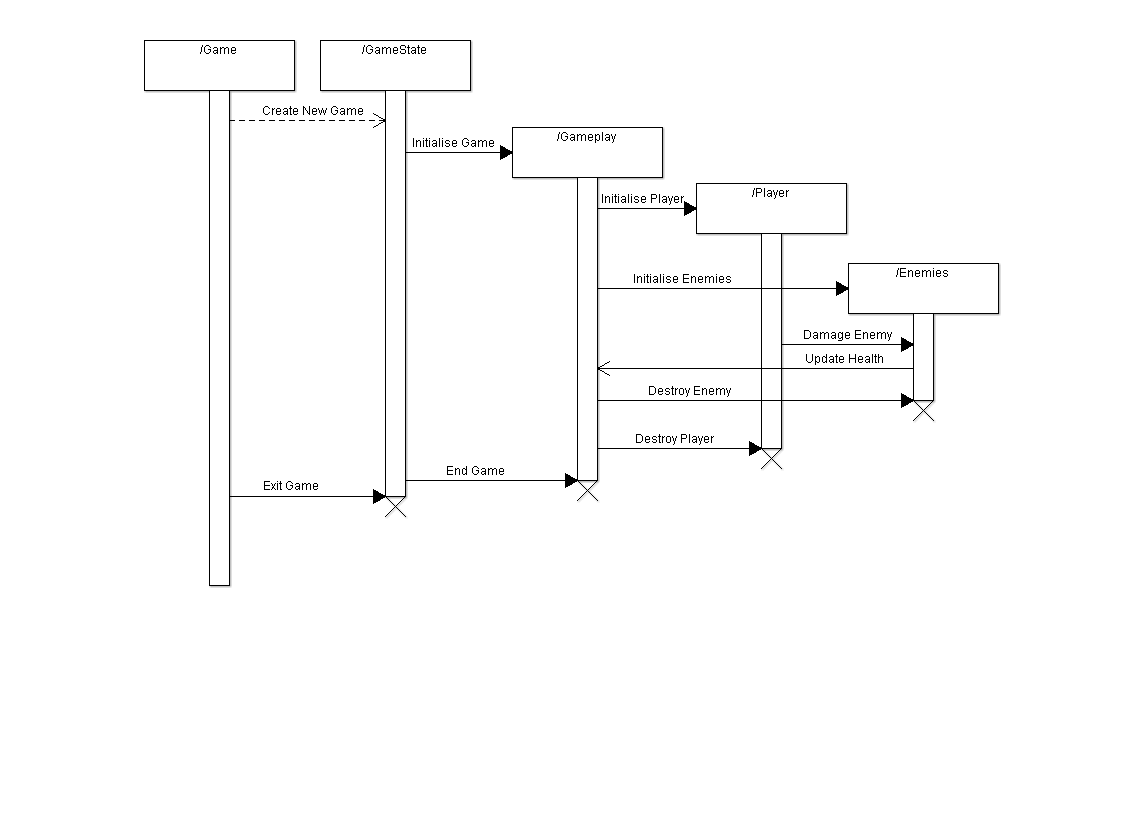 /Game
/GameState
Create New Game
Initialise Game
/Gameplay
Initialise Player
/Player
Initialise Enemies
/Enemies
Damage Enemy
Update Health
Destroy Enemy
Destroy Player
End Game
Exit Game